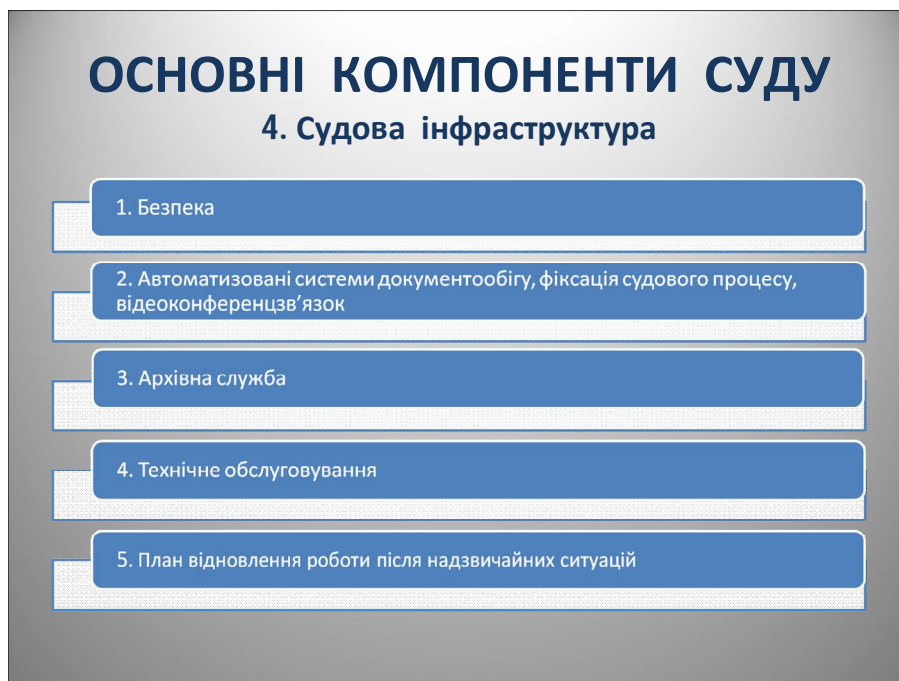 ОСНОВНІ КОМПОНЕНТИ СУДУ
4. Судова інфраструктура
1. Безпека
2. Автоматизовані системи документообігу, фіксація судового процесу,
відеоконференцзв’язок
3. Архівна служба
4. Технічне обслуговування
5. План відновлення роботи після надзвичайних ситуацій